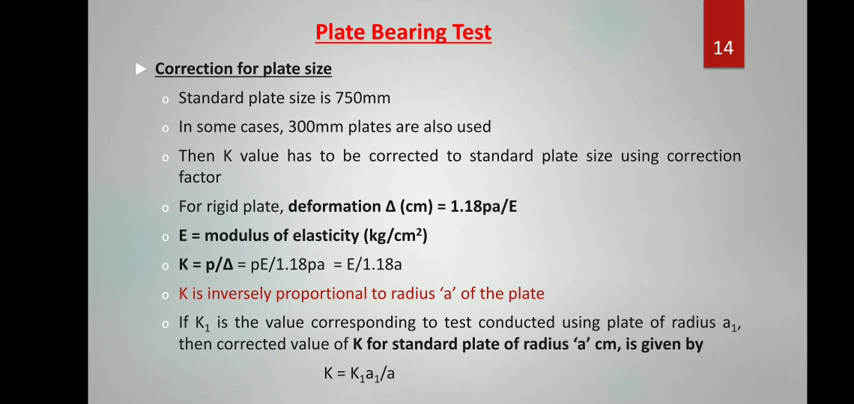 Plate Bearing Test
14
Correction for plate size
o Standard plate size is 750mm
o In some cases, 300mm plates are also used
o Then K value has to be corrected to standard plate size using correction
factor
o For rigid plate, deformation Δ (cm) = 1.18pa/E
o E = modulus of elasticity (kg/cm²)
o K = p/Δ = pE/1.18pa = E/1.18a
o K is inversely proportional to radius ‘a’ of the plate
o If K₁ is the value corresponding to test conducted using plate of radius a₁,
then corrected value of K for standard plate of radius ‘a’ cm, is given by
K = K₁a₁/a